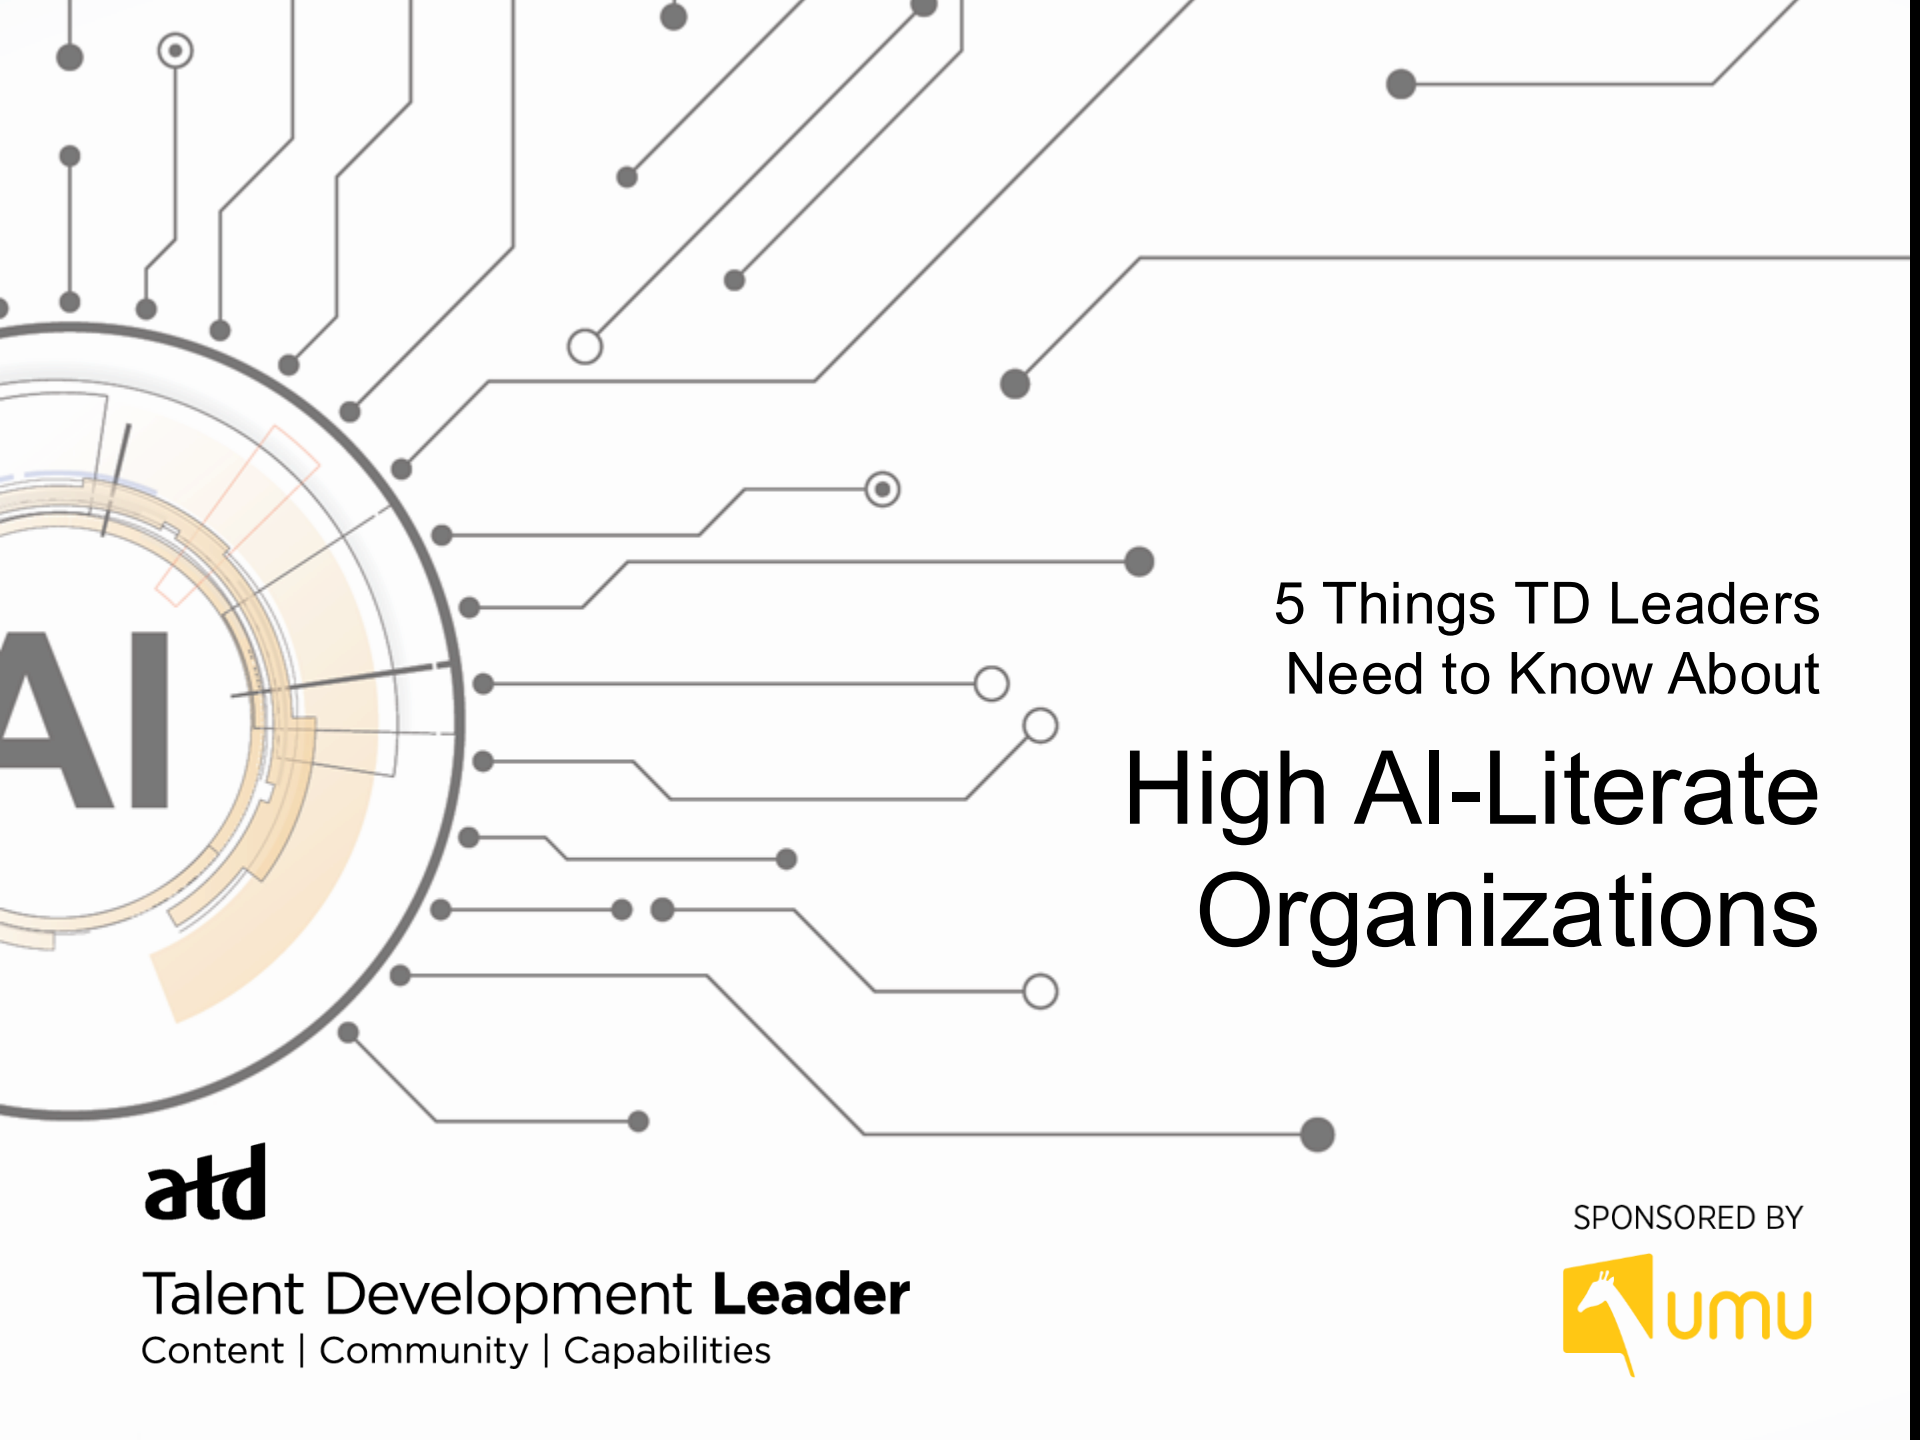 AI
5 Things TD Leaders
Need to Know About
High AI-Literate
Organizations
atd
Talent Development Leader
Content | Community | Capabilities
SPONSORED BY
umu